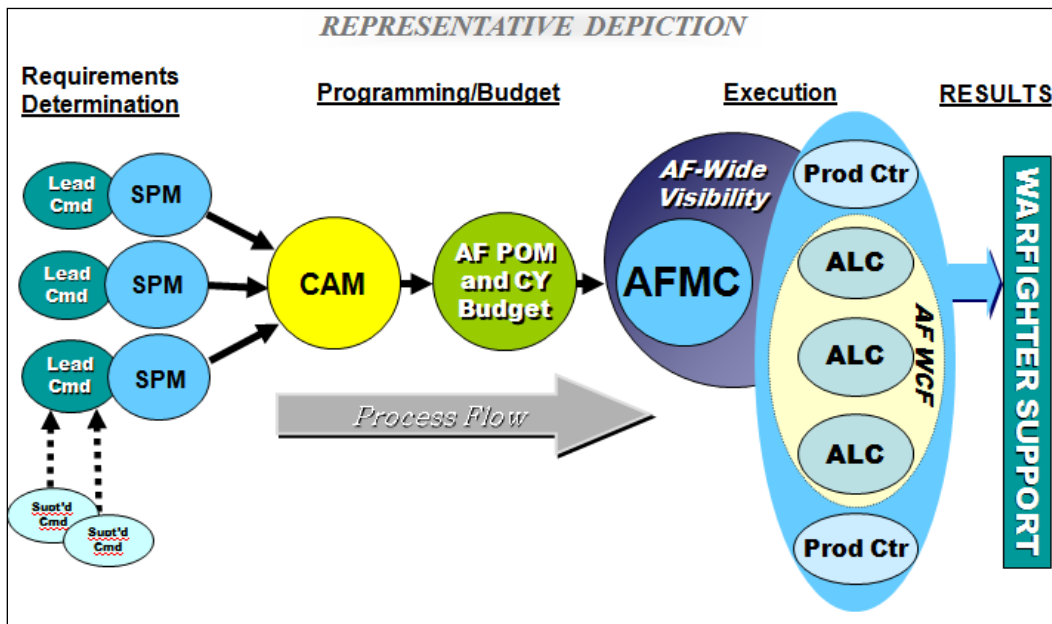 REPRESENTATIVE DEPICTION
Requirements
Determination
Programming/Budget
Execution
RESULTS
Lead
Cmd
SPM
Lead
Cmd
SPM
Lead
Cmd
SPM
Supt'd
Cmd
Supt'd
Cmd
CAM
AF POM
and CY
Budget
Process Flow
AF-Wide
Visibility
AFMC
Prod Ctr
ALC
ALC
ALC
AF WCF
Prod Ctr
WARFIGHTER SUPPORT